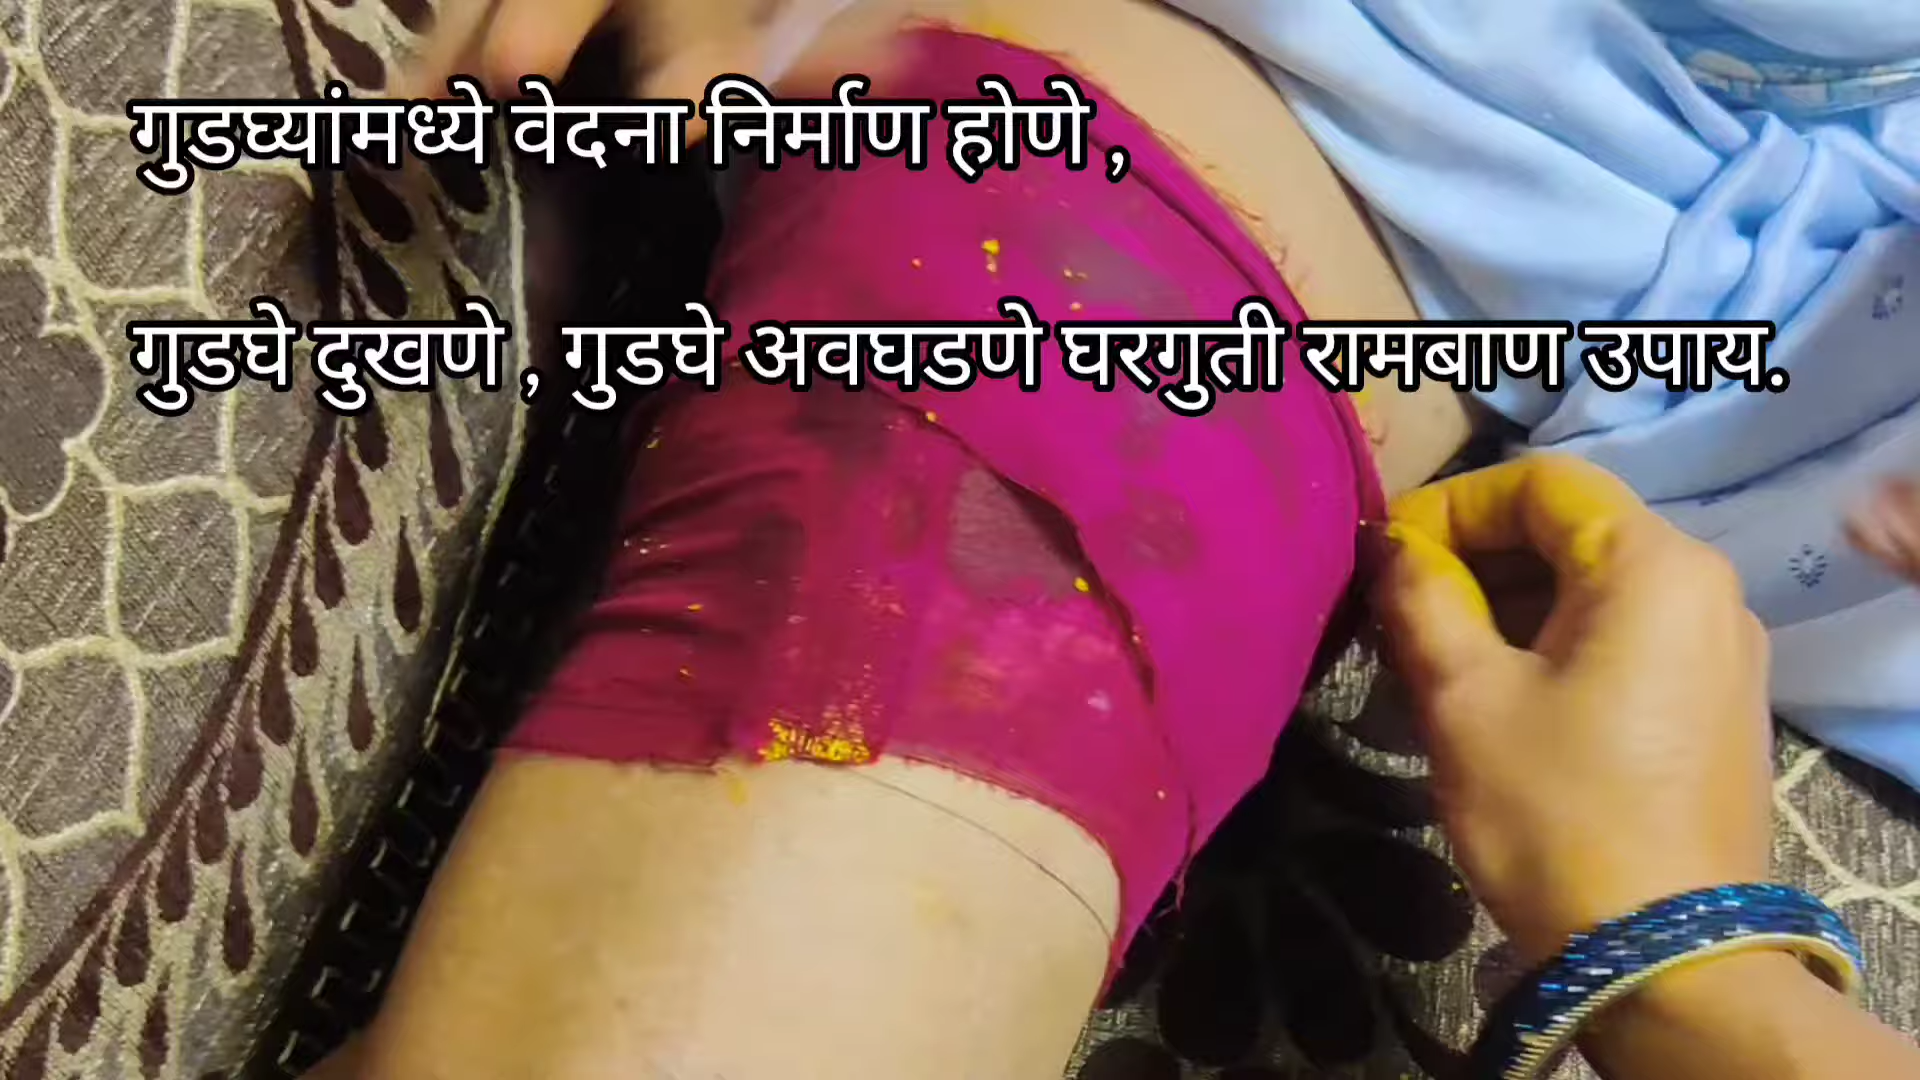 गुडघ्यांमध्ये वेदना निर्माण होणे ,
गुडघे दुखणे , गुडघे अवघडणे घरगुती रामबाण उपाय.